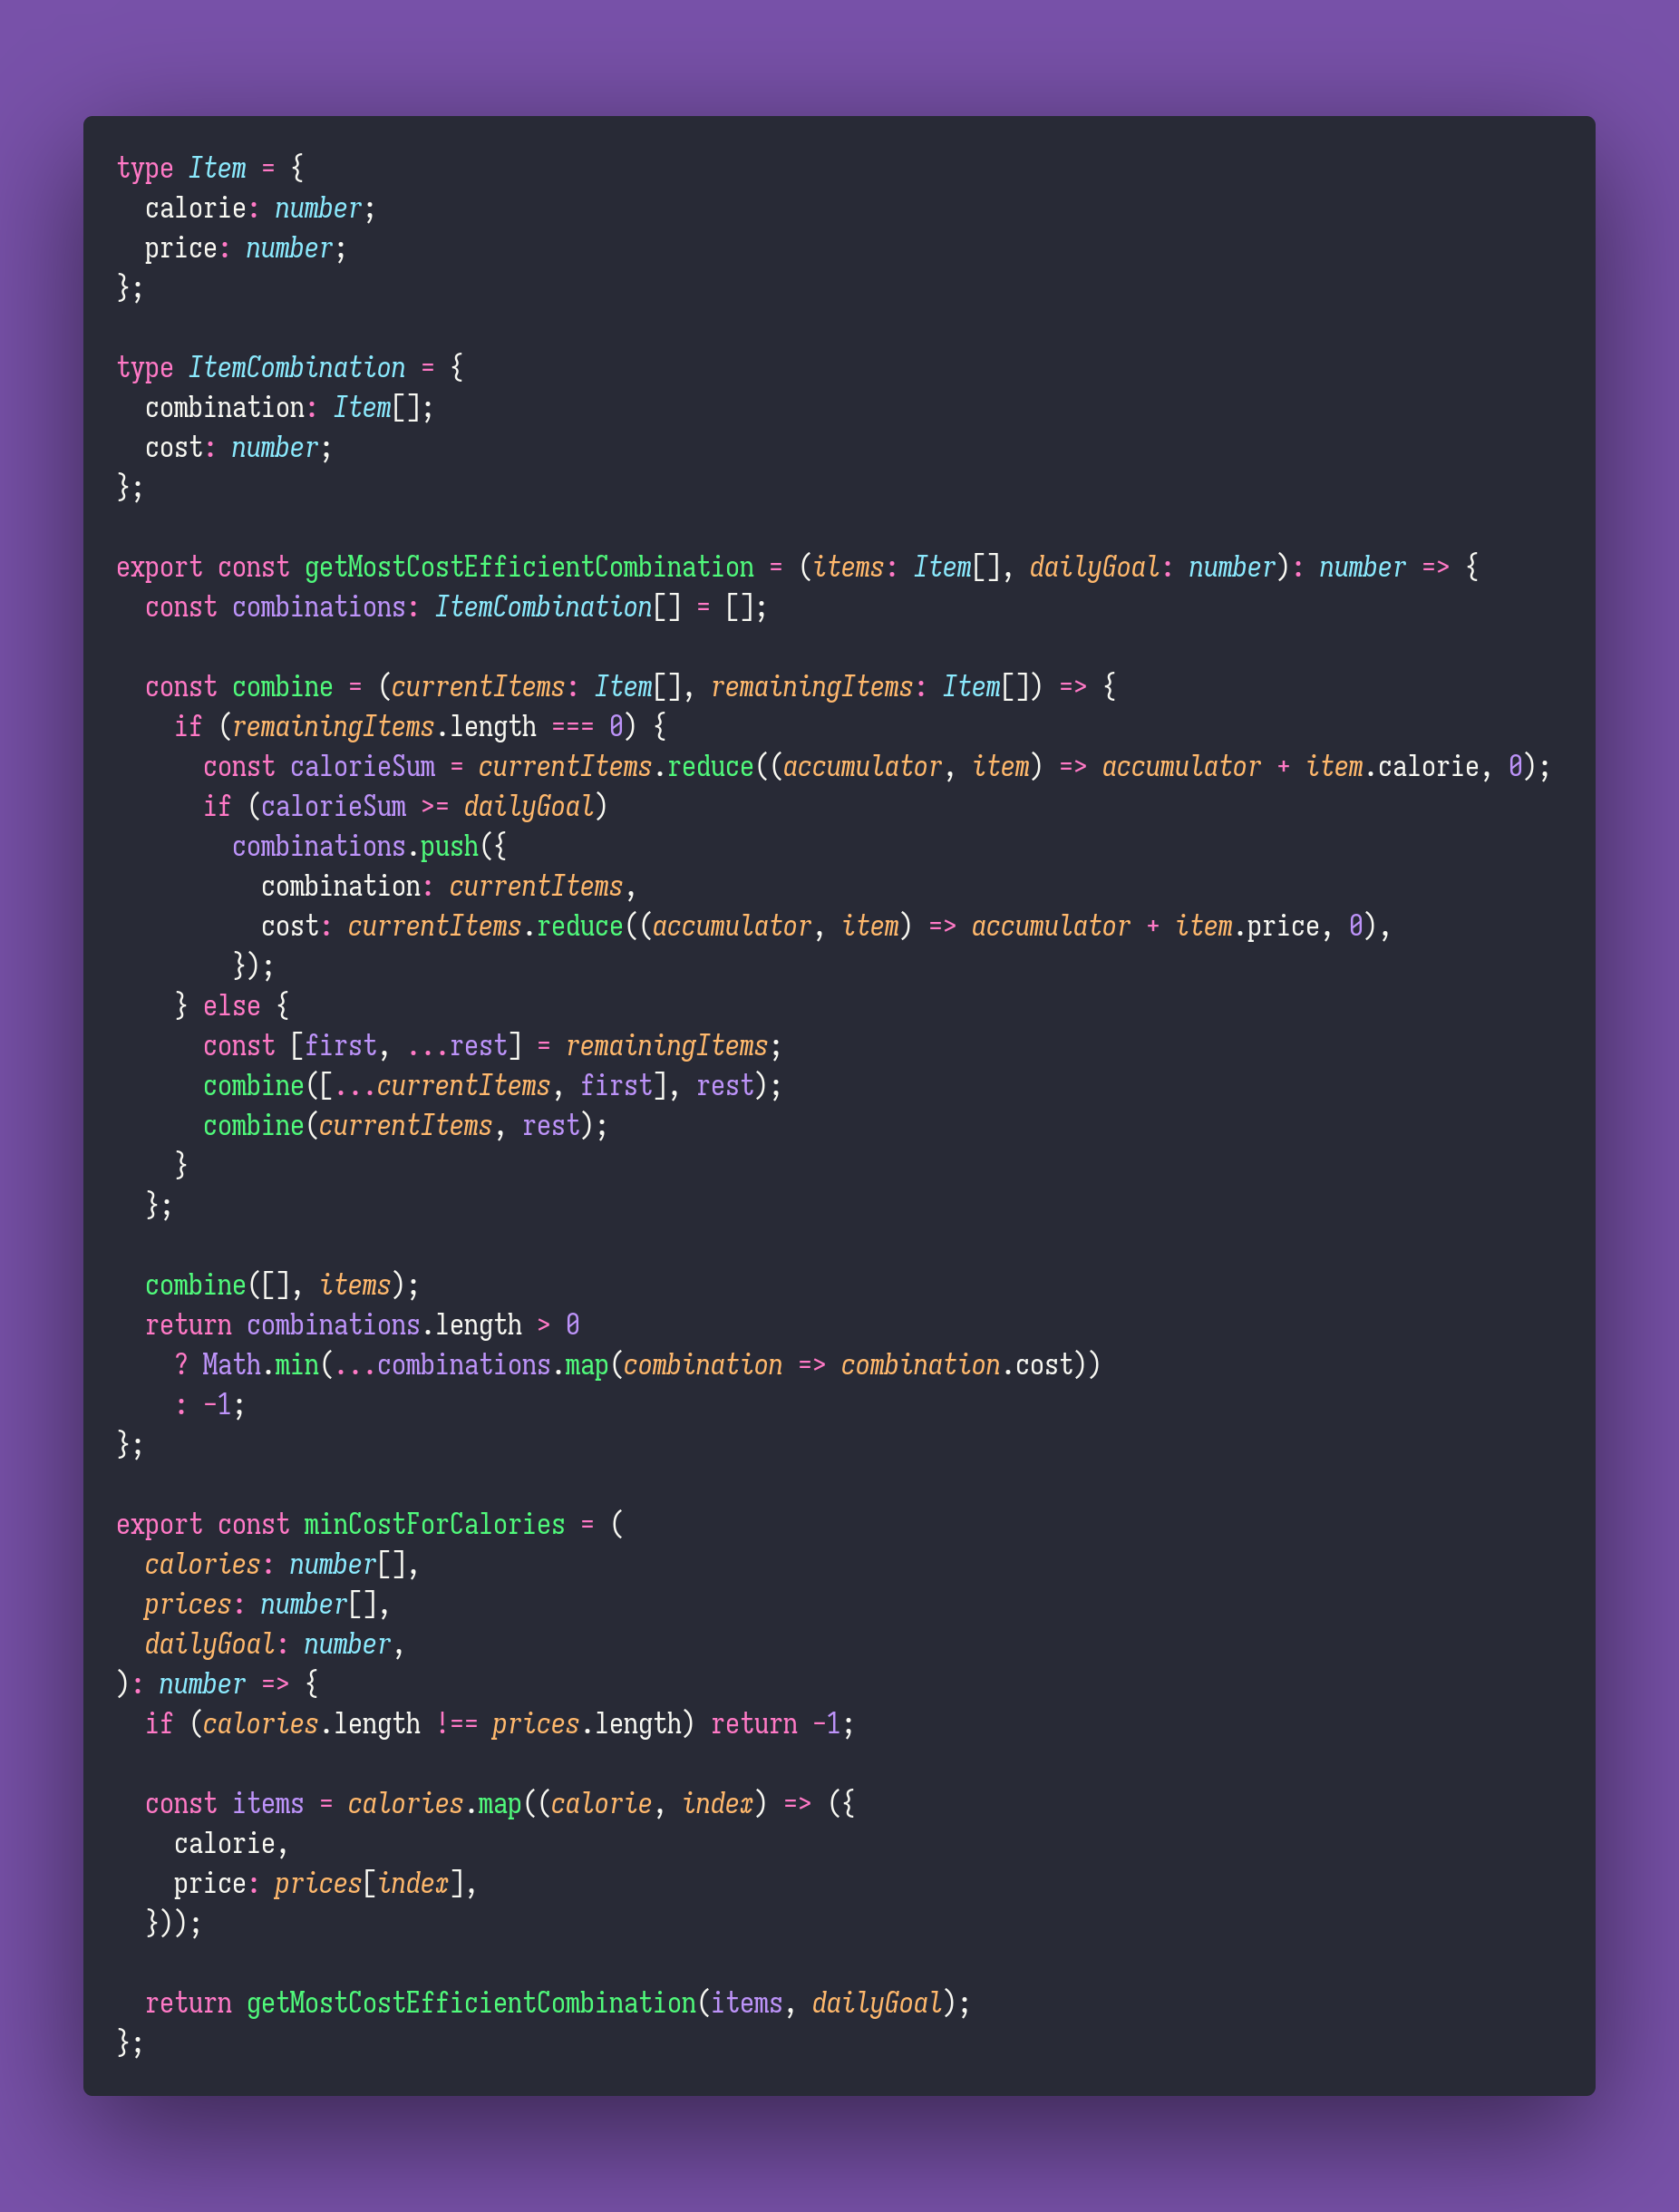 type Item = {
  calorie: number;
  price: number;
};

type ItemCombination = {
  combination: Item[];
  cost: number;
};

export const getMostCostEfficientCombination = (items: Item[], dailyGoal: number): number => {
  const combinations: ItemCombination[] = [];

  const combine = (currentItems: Item[], remainingItems: Item[]) => {
    if (remainingItems.length === 0) {
      const calorieSum = currentItems.reduce((accumulator, item) => accumulator + item.calorie, 0);
      if (calorieSum >= dailyGoal)
        combinations.push({
          combination: currentItems,
          cost: currentItems.reduce((accumulator, item) => accumulator + item.price, 0),
        });
    } else {
      const [first, ...rest] = remainingItems;
      combine([...currentItems, first], rest);
      combine(currentItems, rest);
    }
  };

  combine([], items);
  return combinations.length > 0
    ? Math.min(...combinations.map(combination => combination.cost))
    : -1;
};

export const minCostForCalories = (
  calories: number[],
  prices: number[],
  dailyGoal: number,
): number => {
  if (calories.length !== prices.length) return -1;

  const items = calories.map((calorie, index) => ({
    calorie,
    price: prices[index],
  }));

  return getMostCostEfficientCombination(items, dailyGoal);
};